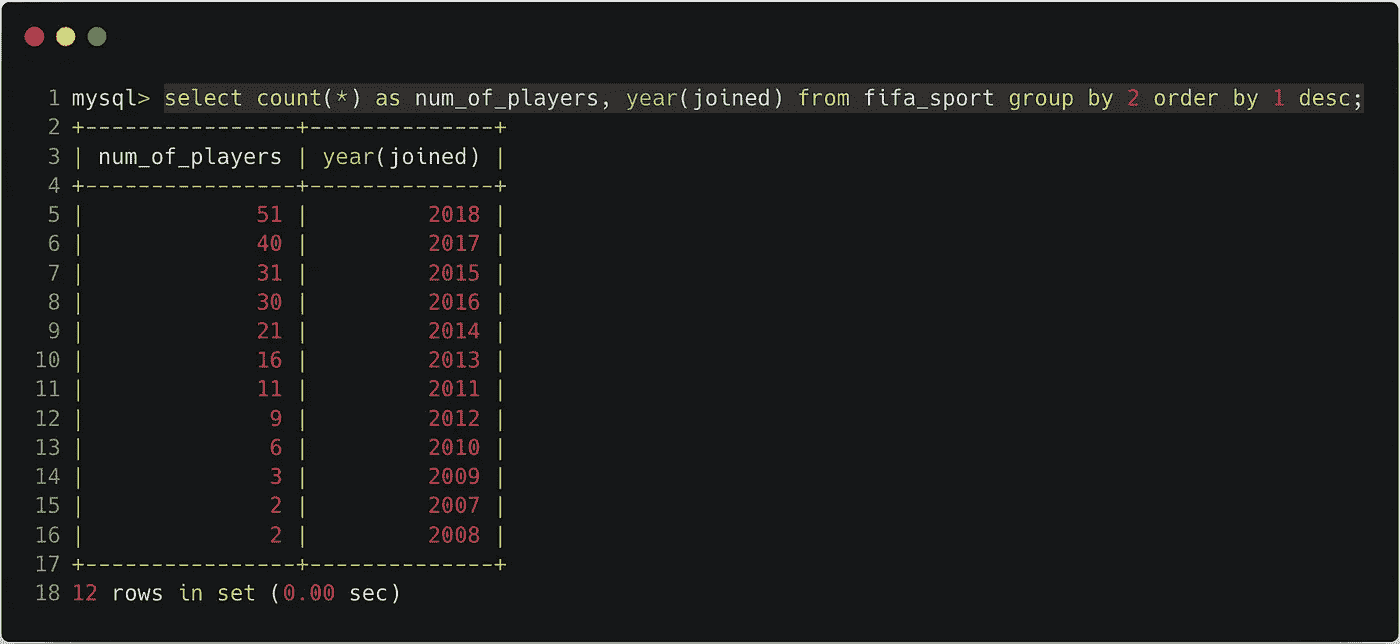 1 mysql> select count(*) as num_of_players, year(joined) from fifa_sport group by 2 order by 1 desc;
2 +----------------+--------------+
3 | num_of_players | year(joined) |
4 +----------------+--------------+
5 |             51 |         2018 |
6 |             40 |         2017 |
7 |             31 |         2015 |
8 |             30 |         2016 |
9 |             21 |         2014 |
10 |             16 |         2013 |
11 |             11 |         2011 |
12 |              9 |         2012 |
13 |              6 |         2010 |
14 |              3 |         2009 |
15 |              2 |         2007 |
16 |              2 |         2008 |
17 +----------------+--------------+
18 12 rows in set (0.00 sec)